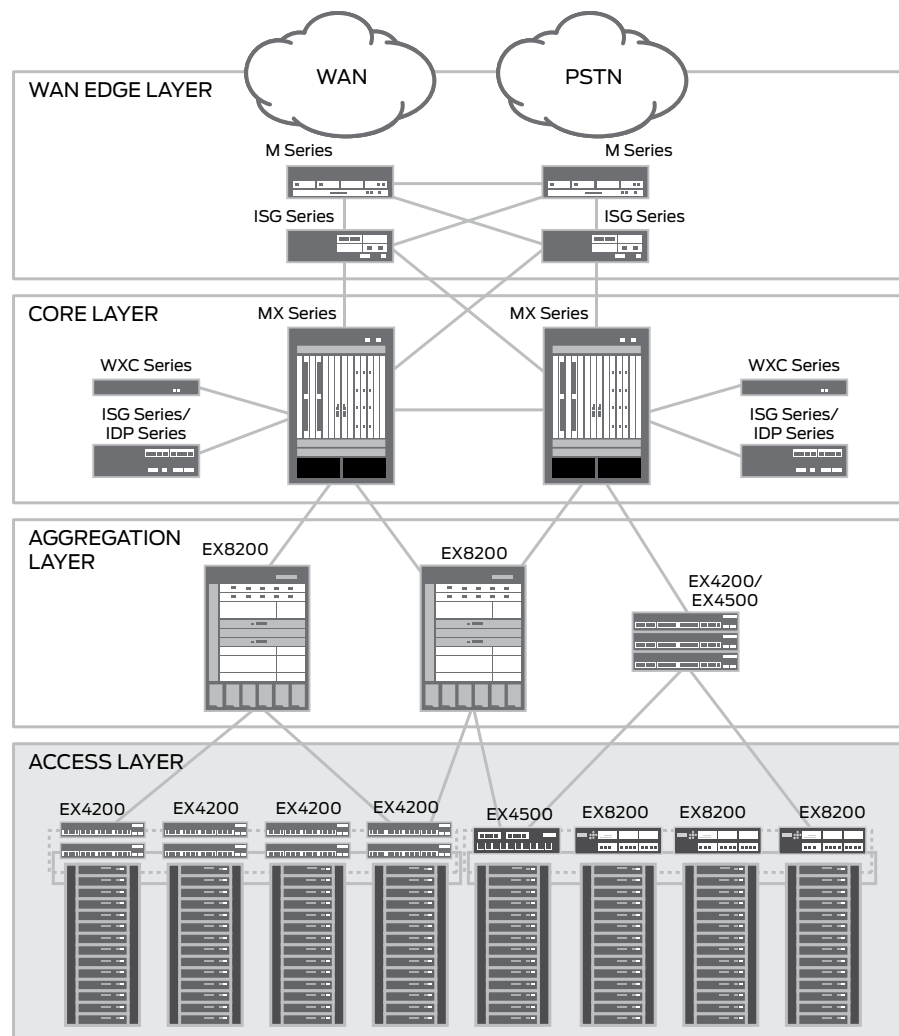 WAN
PSTN
WAN EDGE LAYER
M Series
M Series
ISG Series
ISG Series
CORE LAYER
MX Series
MX Series
WXC Series
WXC Series
ISG Series/
IDP Series
ISG Series/
IDP Series
AGGREGATION
LAYER
EX8200
EX8200
EX4200/
EX4500
ACCESS LAYER
EX4200
EX4200
EX4200
EX4200
EX4500
EX8200
EX8200
EX8200